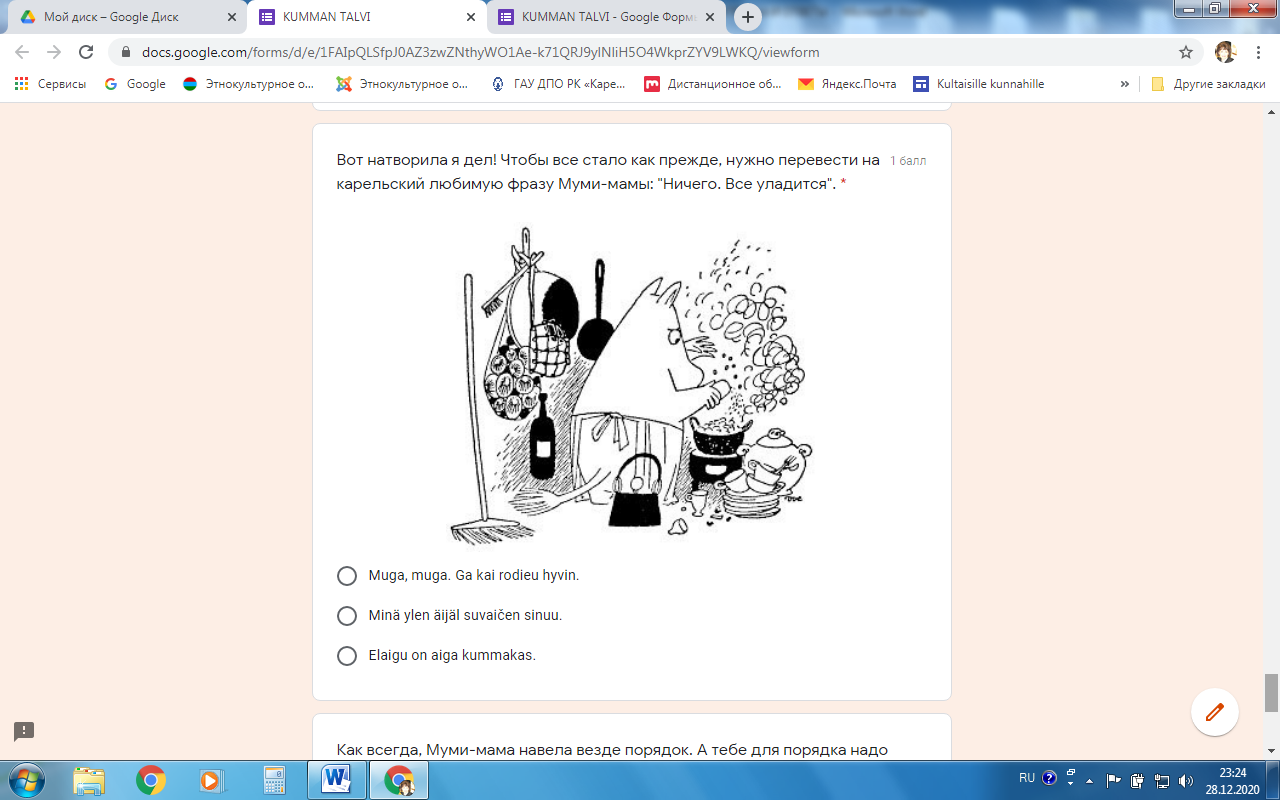 Мой диск – Google Диск
KUMMAN TALVI
KUMMAN TALVI - Google Форм
docs.google.com/forms/d/e/1FAIpQLSfpJ0AZ3zwZNthyWO1Ae-k71QRJ9ylNIiH5O4WkprZYV9LWKQ/viewform
Сервисы
Google
Этнокультурное о...
Этнокультурное о...
ГАУ ДПО РК «Каре...
Дистанционное об...
Яндекс.Почта
Kultaisille kunnahille
»
Другие закладки
Вот натворила я дел! Чтобы все стало как прежде, нужно перевести на 1 балл
карельский любимую фразу Муми-мамы: "Ничего. Все уладится". *
Muga, muga. Ga kai rodieu hyvin.
Minä ylen äijäl suvaičen sinuu.
Elaigu on aiga kummakas.
Как всегда, Муми-мама навела везде порядок. А тебе для порядка надо
RU
23:24
28.12.2020